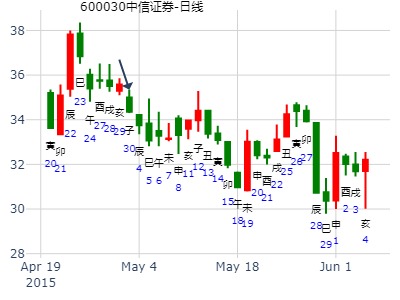 600030中信证券-日线
38
36
34
32
30
28
寅 20
卯 21
辰 22
巳 23
午 24
酉 27
戌 28
亥 29
子 30
辰 4
巳 5
午 6
未 7
申 8
亥 11
子 12
丑 13
寅 14
卯 15
午 18
未 19
申 20
酉 21
戌 22
丑 25
寅 26
卯 27
辰 28
巳 29
申 1
酉 2
戌 3
亥 4
Apr 19 May 4 May 18 Jun 1
2015